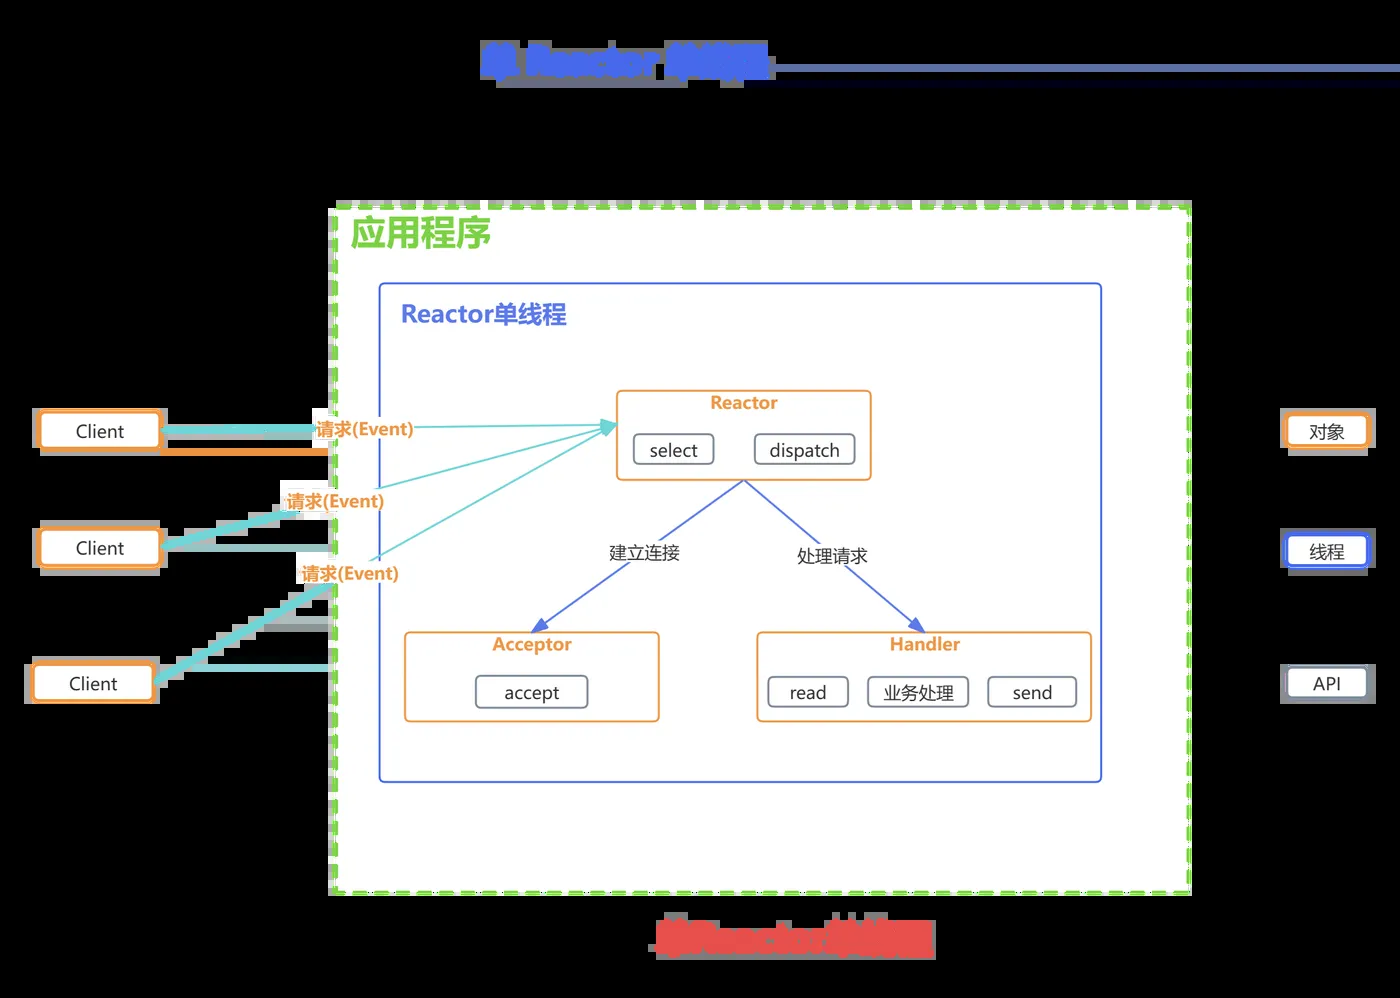 单 Reactor 单线程
应用程序
Reactor单线程
Reactor
select
dispatch
Client
请求(Event)
对象
Client
请求(Event)
建立连接
处理请求
线程
请求(Event)
Acceptor
Handler
Client
accept
read
业务处理
send
API
单Reactor单线程